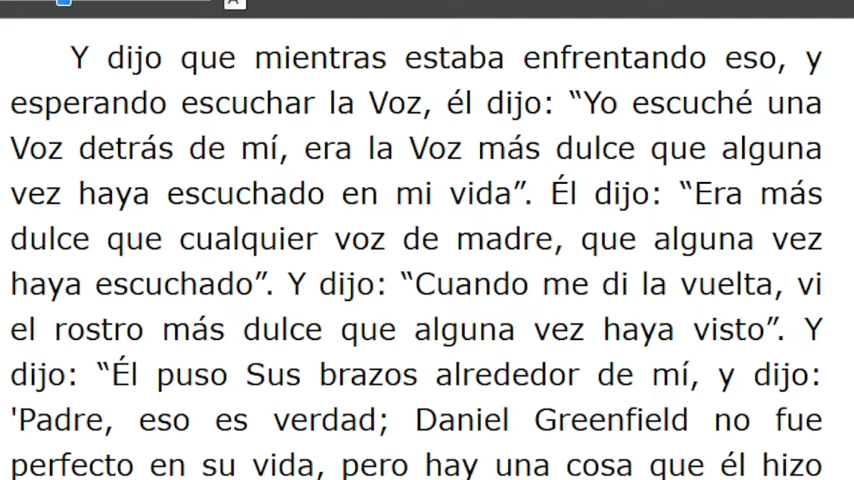 Y dijo que mientras estaba enfrentando eso, y
esperando escuchar la Voz, él dijo: “Yo escuché una
Voz detrás de mí, era la Voz más dulce que alguna
vez haya escuchado en mi vida”. Él dijo: “Era más
dulce que cualquier voz de madre, que alguna vez
haya escuchado”. Y dijo: “Cuando me di la vuelta, vi
el rostro más dulce que alguna vez haya visto”. Y
dijo: “Él puso Sus brazos alrededor de mí, y dijo:
'Padre, eso es verdad; Daniel Greenfield no fue
perfecto en su vida, pero hay una cosa que él hizo